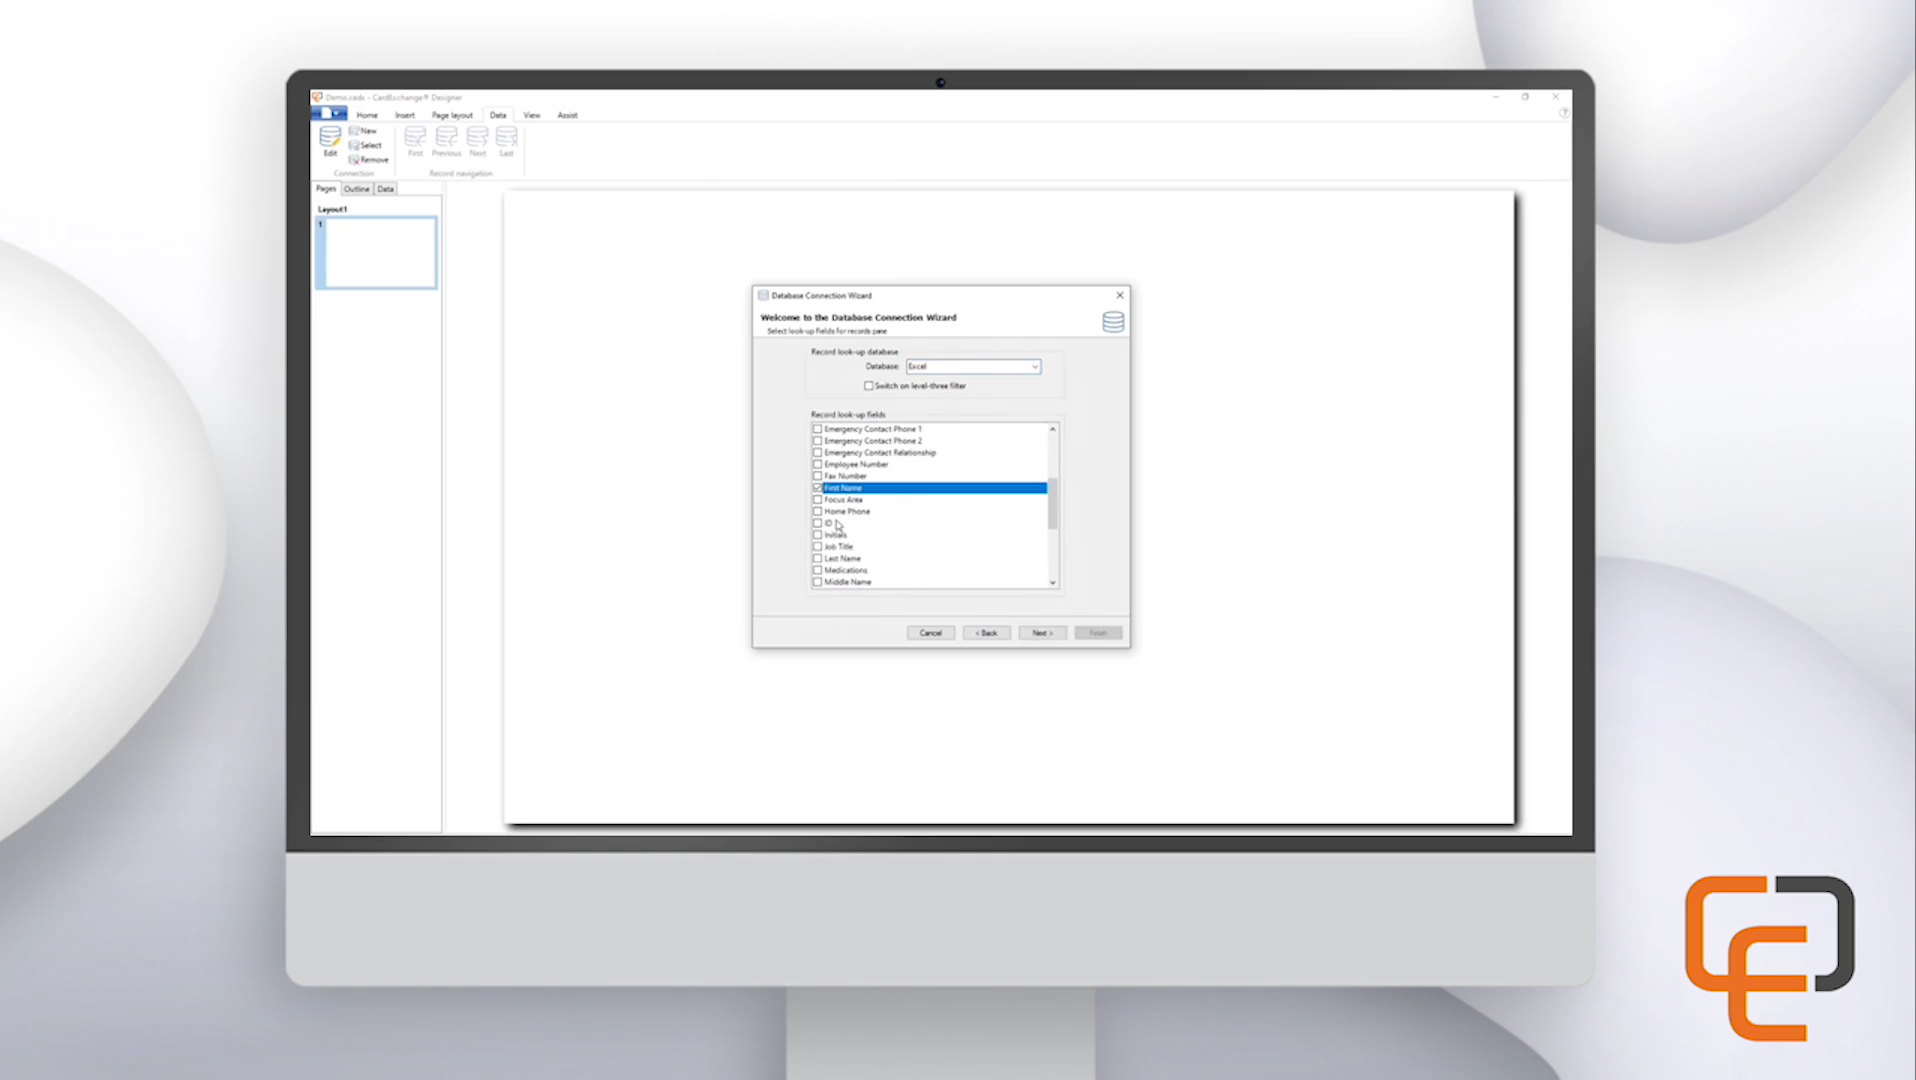 Demo.cedx - CardExchange® Designer
Home Insert Page layout Data View Assist
Edit
New
Select
Remove
Connection
First Previous Next Last
Record navigation
Pages Outline Data
Layout1
1
Database Connection Wizard
Welcome to the Database Connection Wizard
Select look-up fields for records pane
Record look-up database
Database: Excel
Switch on level-three filter
Record look-up fields
Emergency Contact Phone 1
Emergency Contact Phone 2
Emergency Contact Relationship
Employee Number
Fax Number
First Name
Focus Area
Home Phone
ID
Initials
Job Title
Last Name
Medications
Middle Name
Cancel < Back Next > Finish